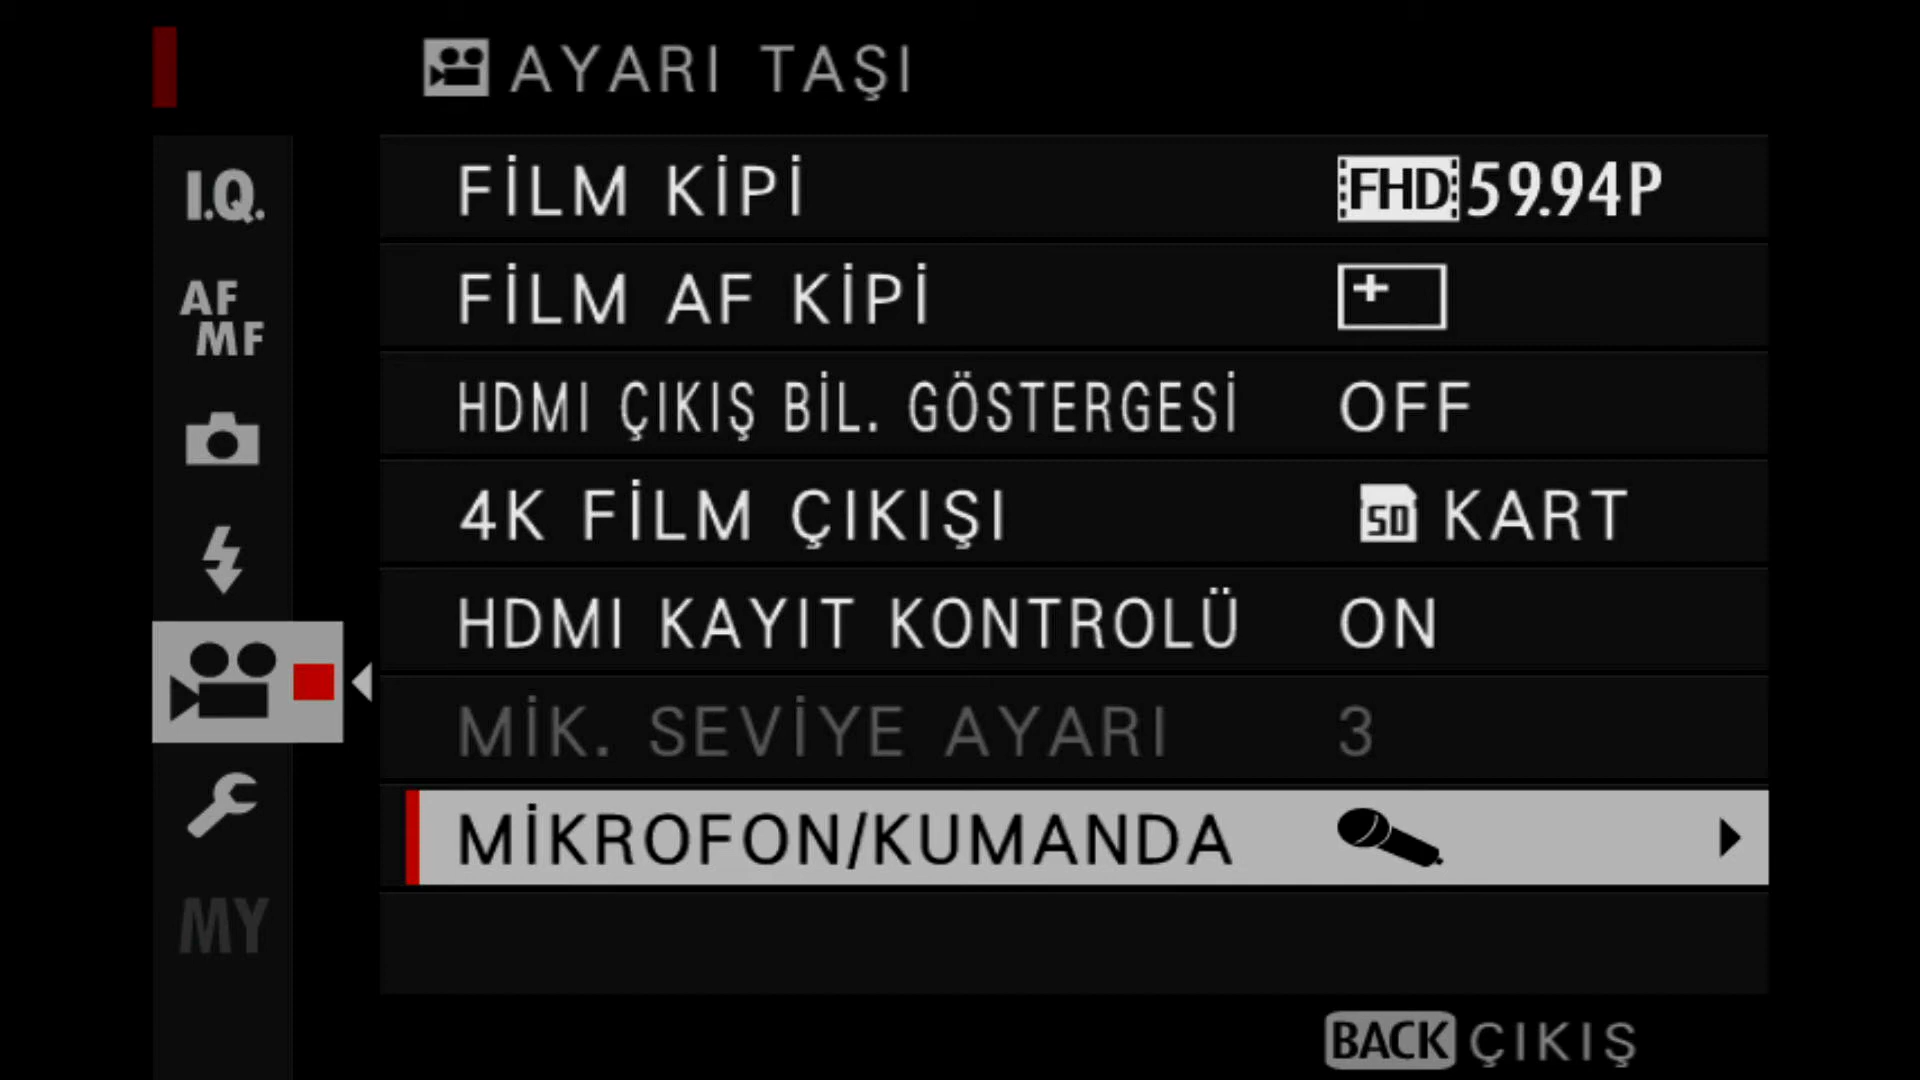 AYARI TAŞI
I.Q.
FİLM KİPİ FHD 59.94P
AF
MF
FİLM AF KİPİ
HDMI ÇIKIŞ BİL. GÖSTERGESİ OFF
4K FİLM ÇIKIŞI SD KART
HDMI KAYIT KONTROLÜ ON
MİK. SEVİYE AYARI 3
MİKROFON/KUMANDA
MY
BACK ÇIKIŞ